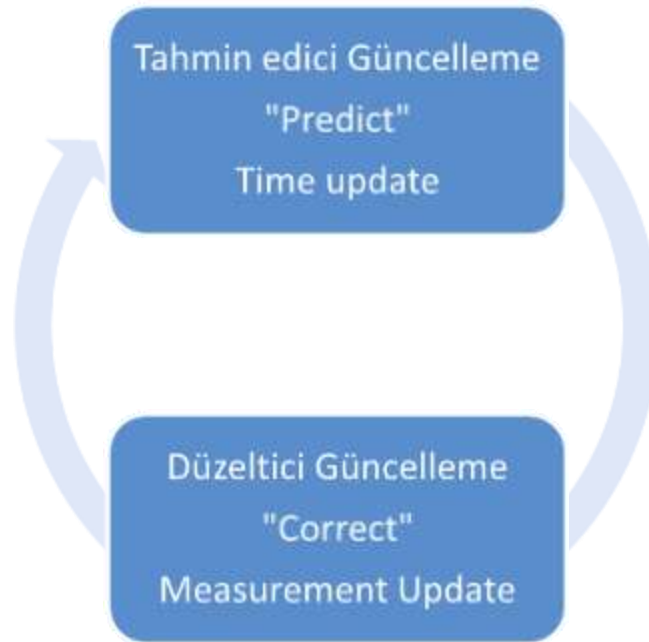 Tahmin edici Güncelleme
"Predict"
Time update
Düzeltici Güncelleme
"Correct"
Measurement Update